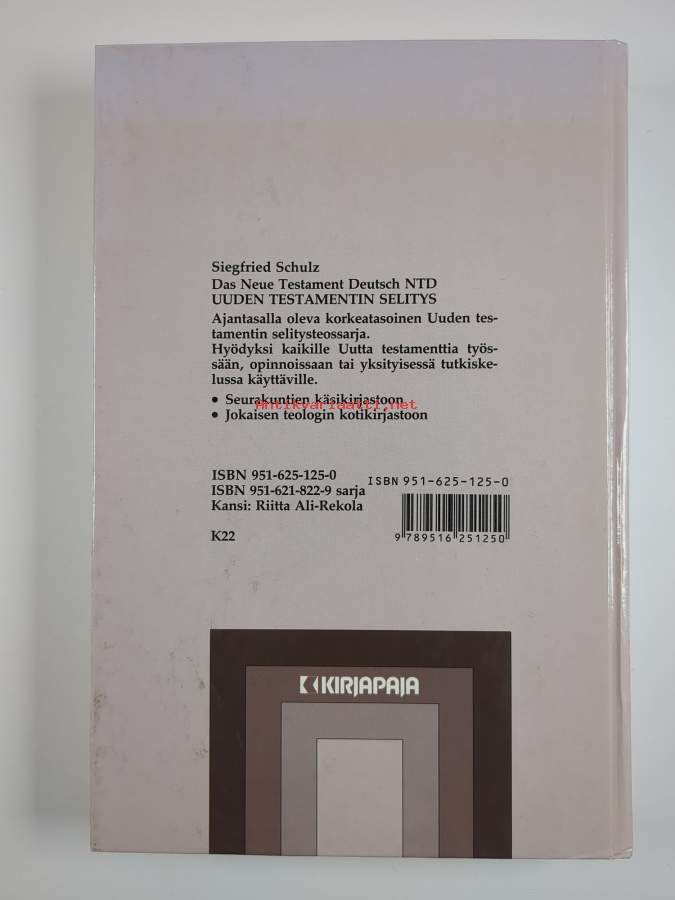 Siegfried Schulz
Das Neue Testament Deutsch NTD
UUDEN TESTAMENTIN SELITYS
Ajantasalla oleva korkeatasoinen Uuden tes-
tamentin selitysteossarja.
Hyödyksi kaikille Uutta testamenttia työs-
sään, opinnoissaan tai yksityisessä tutkiske-
lussa käyttäville.
• Seurakuntien käsikirjastoon
Antikvariaatti.net
• Jokaisen teologin kotikirjastoon
ISBN 951-625-125-0
ISBN 951-621-822-9 sarja
Kansi: Riitta Ali-Rekola
K22
ISBN 951-625-125-0
9 789516 251250
KIRJAPAJA